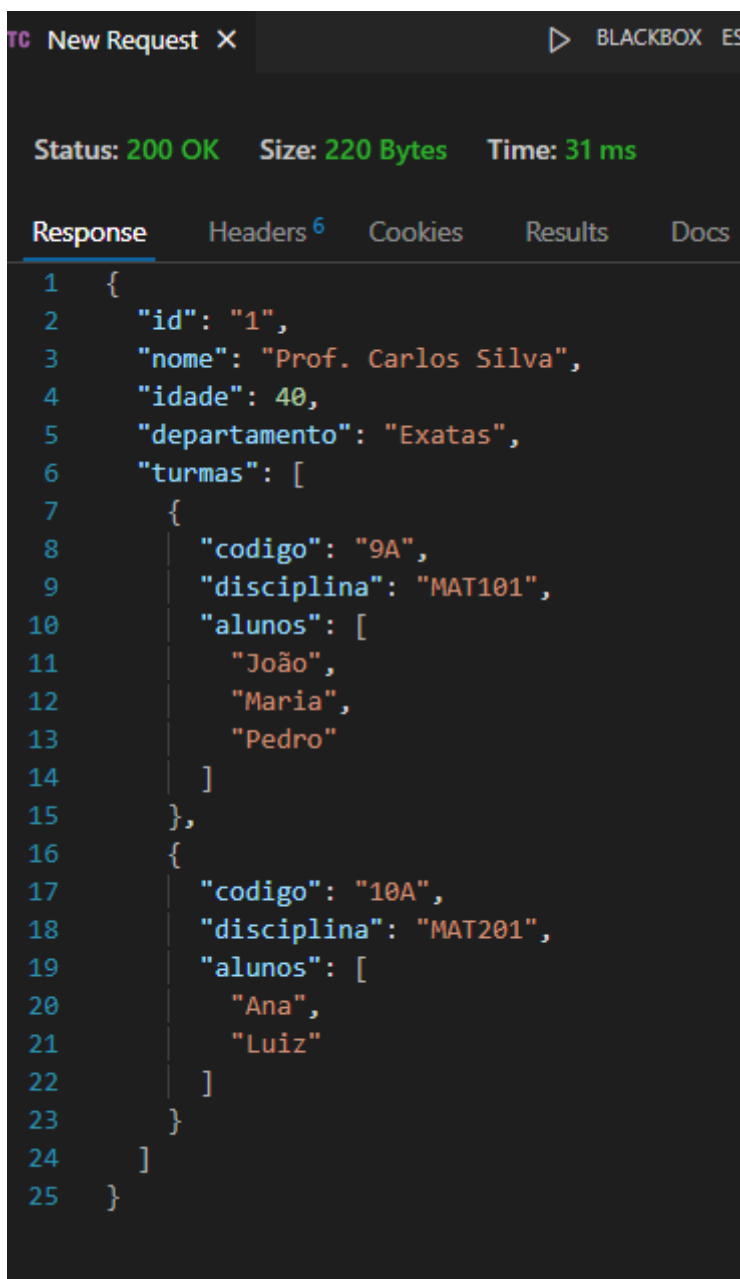 TC New Request × BLACKBOX ES
Status: 200 OK Size: 220 Bytes Time: 31 ms
Response Headers 6 Cookies Results Docs
1 {
2 "id": "1",
3 "nome": "Prof. Carlos Silva",
4 "idade": 40,
5 "departamento": "Exatas",
6 "turmas": [
7 {
8 "codigo": "9A",
9 "disciplina": "MAT101",
10 "alunos": [
11 "João",
12 "Maria",
13 "Pedro"
14 ]
15 },
16 {
17 "codigo": "10A",
18 "disciplina": "MAT201",
19 "alunos": [
20 "Ana",
21 "Luiz"
22 ]
23 }
24 ]
25 }